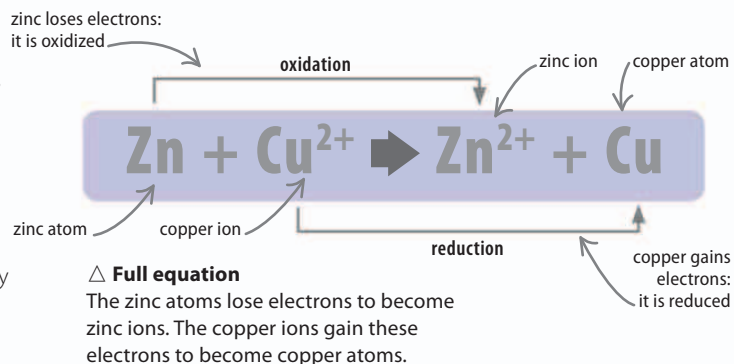 zinc loses electrons:
it is oxidized
oxidation
zinc ion
copper atom
Zn + Cu²⁺ ➡ Zn²⁺ + Cu
zinc atom
copper ion
reduction
copper gains
electrons:
it is reduced
y
△ Full equation
The zinc atoms lose electrons to become
zinc ions. The copper ions gain these
electrons to become copper atoms.